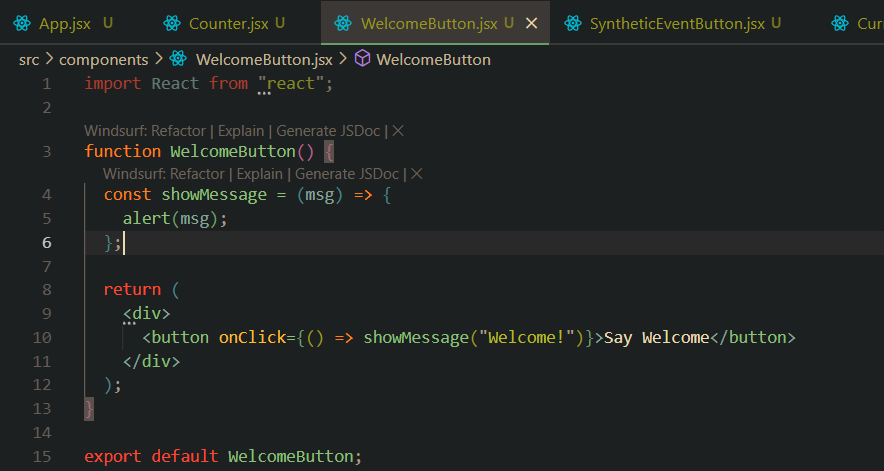 App.jsx U Counter.jsx U WelcomeButton.jsx U SyntheticEventButton.jsx U
src > components > WelcomeButton.jsx > WelcomeButton
1 import React from "react";
2
Windsurf: Refactor | Explain | Generate JSDoc | ×
3 function WelcomeButton() {
Windsurf: Refactor | Explain | Generate JSDoc | ×
4 const showMessage = (msg) => {
5 alert(msg);
6 };
7
8 return (
9 <div>
10 <button onClick={() => showMessage("Welcome!")}>Say Welcome</button>
11 </div>
12 );
13 }
14
15 export default WelcomeButton;